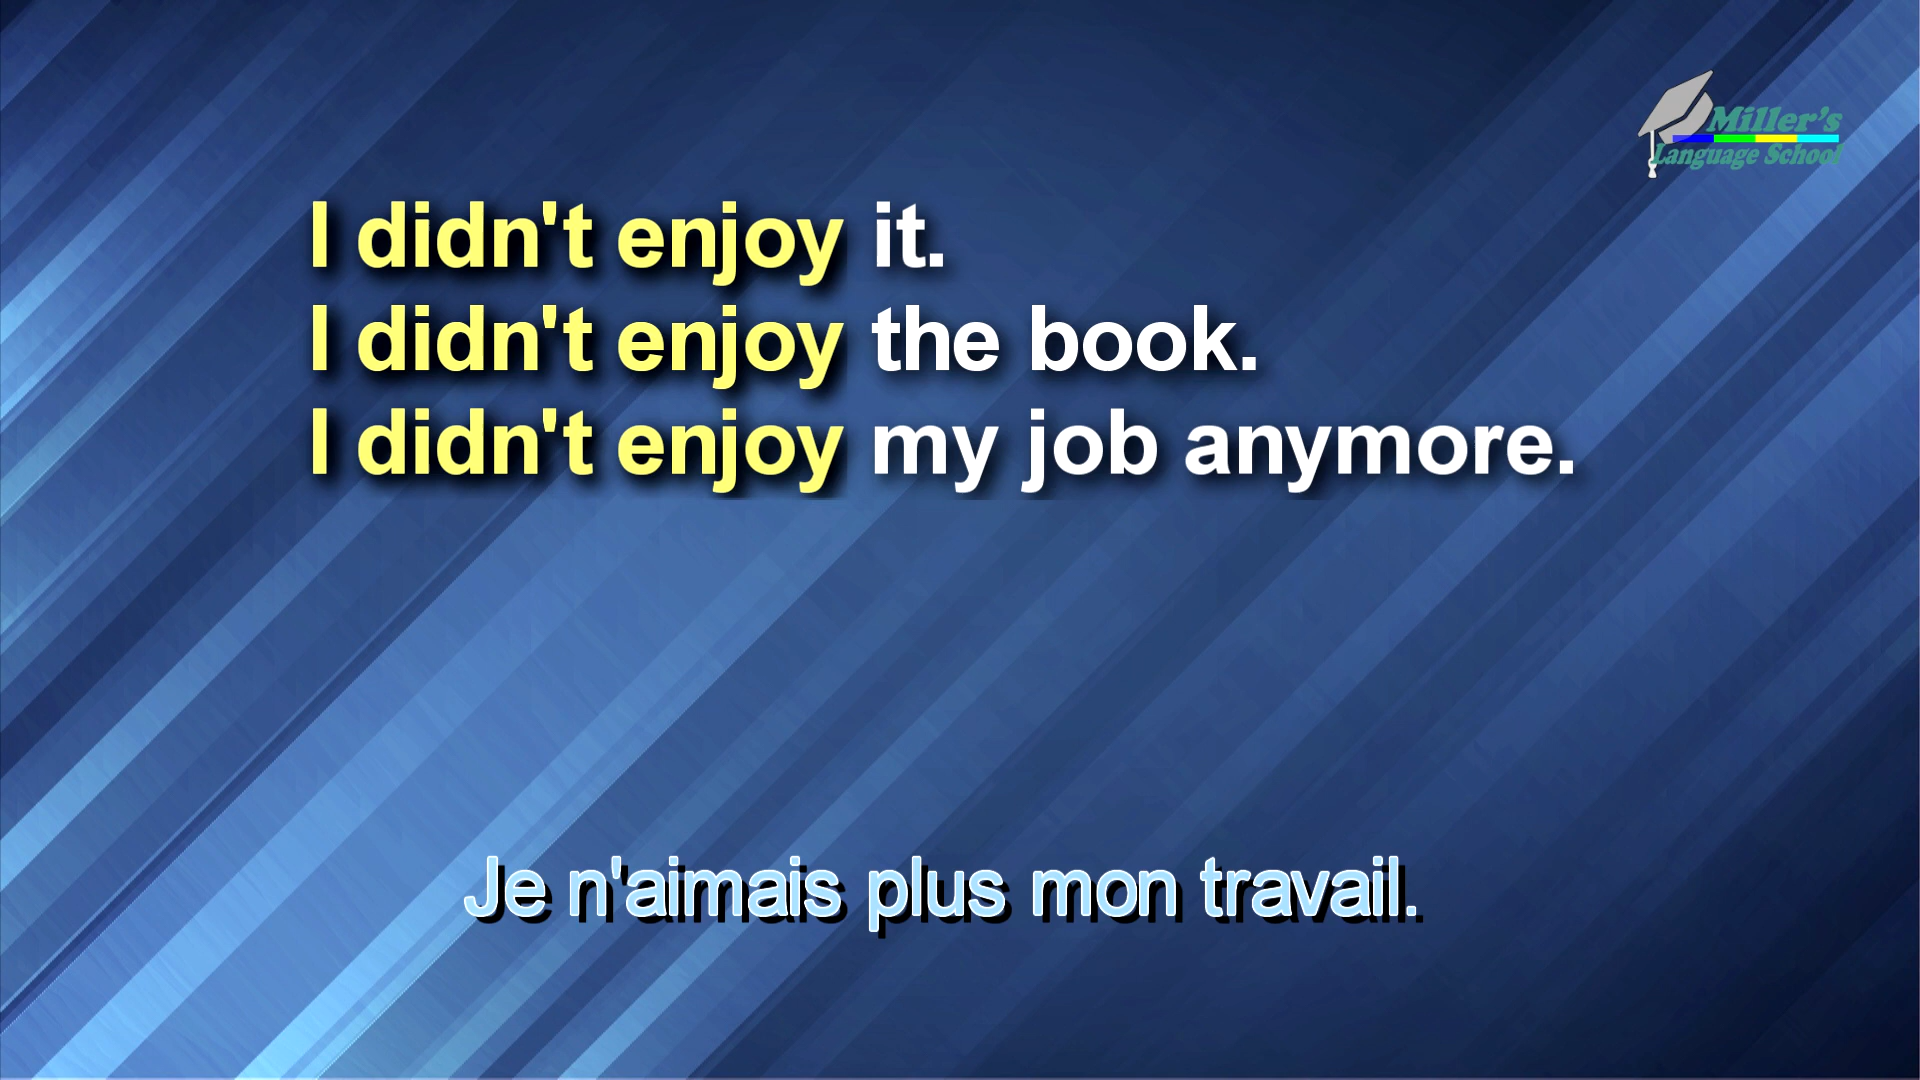 Miller's
Language School
I didn't enjoy it.
I didn't enjoy the book.
I didn't enjoy my job anymore.
Je n'aimais plus mon travail.